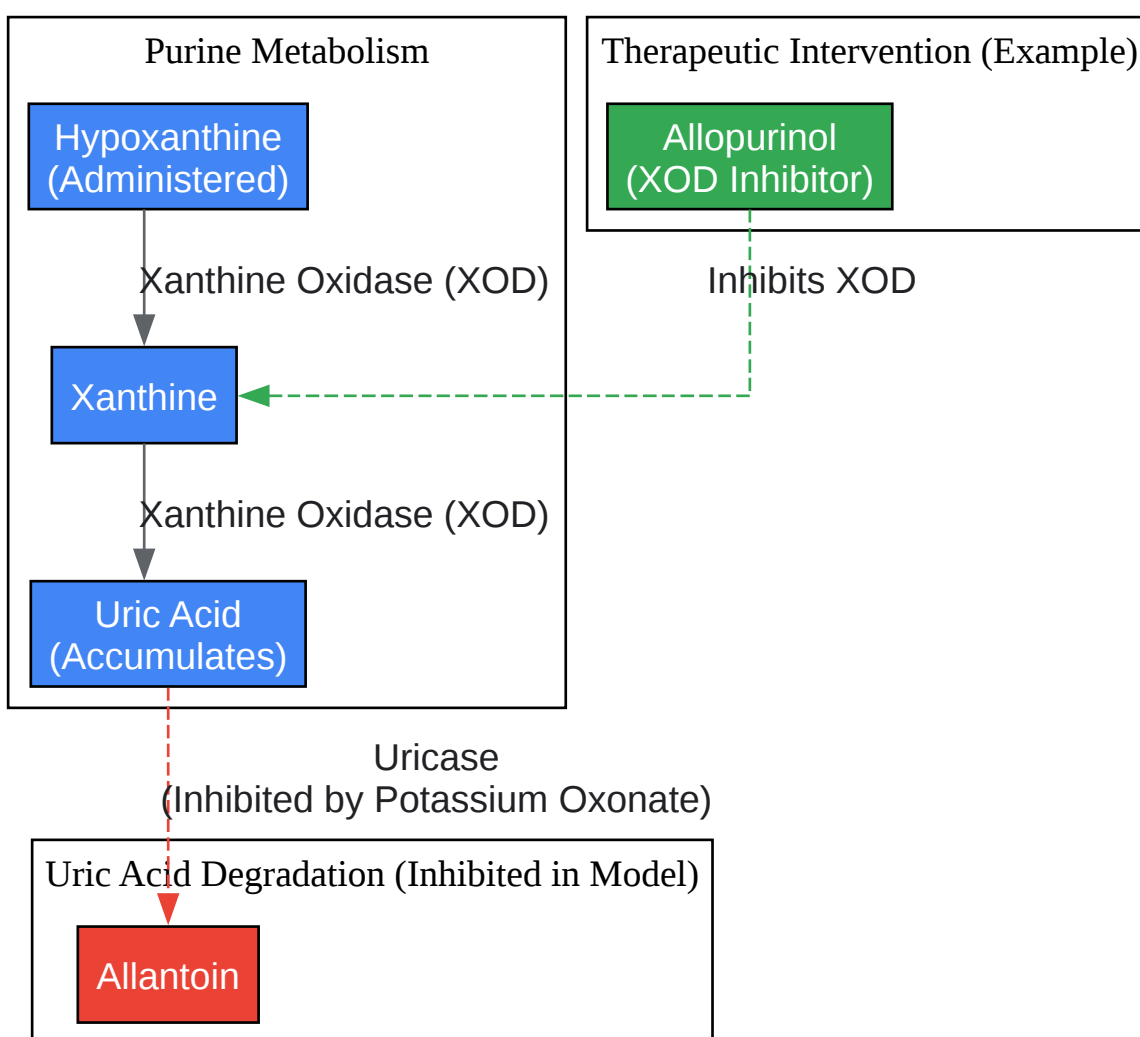 Purine Metabolism
Hypoxanthine
(Administered)
Xanthine Oxidase (XOD)
Xanthine
Xanthine Oxidase (XOD)
Uric Acid
(Accumulates)
Therapeutic Intervention (Example)
Allopurinol
(XOD Inhibitor)
Inhibits XOD
Uricase
(Inhibited by Potassium Oxonate)
Uric Acid Degradation (Inhibited in Model)
Allantoin